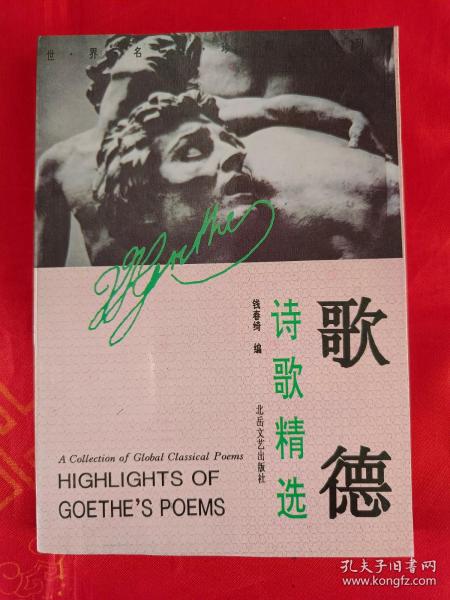 世·界·名·
歌德
诗歌精选
钱春绮 编
北岳文艺出版社
Goethe
A Collection of Global Classical Poems
HIGHLIGHTS OF
GOETHE'S POEMS
孔夫子旧书网
www.kongfz.com